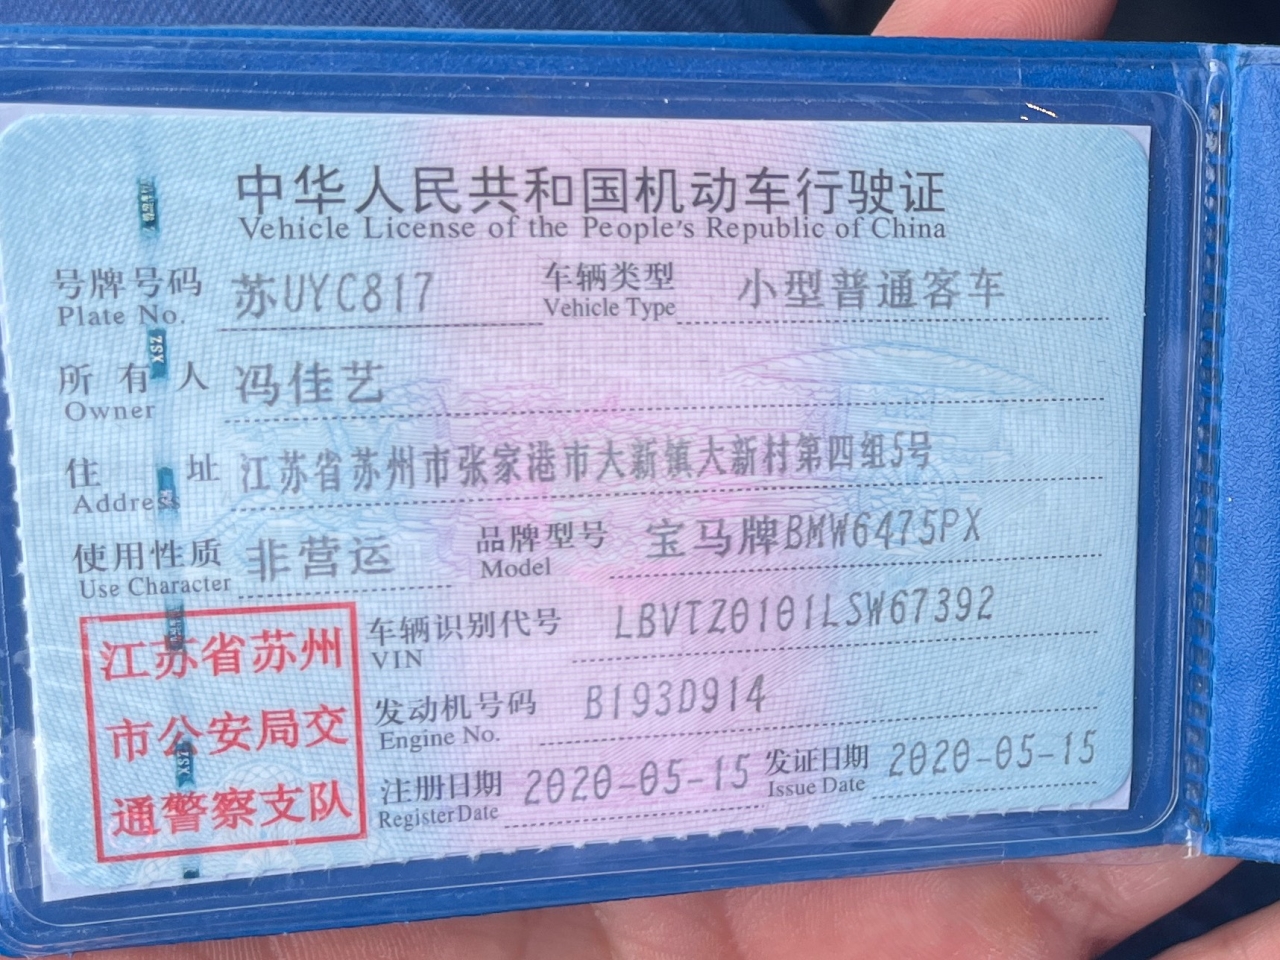 中华人民共和国机动车行驶证
Vehicle License of the People's Republic of China
号牌号码 苏UYC817 车辆类型 小型普通客车
Plate No. Vehicle Type
所有人 冯佳艺
Owner
住址 江苏省苏州市张家港市大新镇大新村第四组5号
Address
使用性质 非营运 品牌型号 宝马牌BMW6475PX
Use Character Model
车辆识别代号 LBVTZ0101LSW67392
VIN
发动机号码 B193D914
Engine No.
注册日期 2020-05-15 发证日期 2020-05-15
Register Date Issue Date
江苏省苏州
市公安局交
通警察支队
XSZ
XSZ